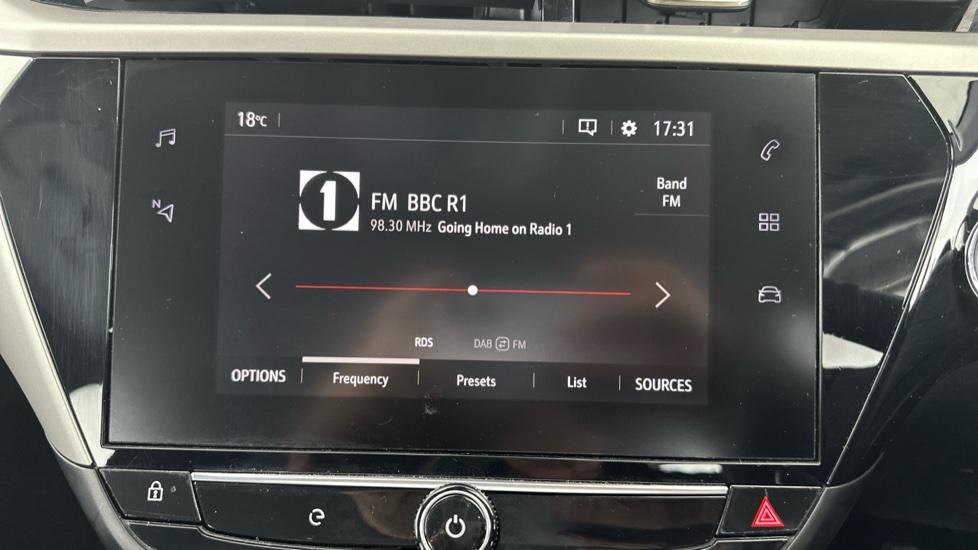 18°C
17:31
N
1
FM BBC R1
Band
FM
98.30 MHz Going Home on Radio 1
RDS DAB FM
OPTIONS Frequency Presets List SOURCES